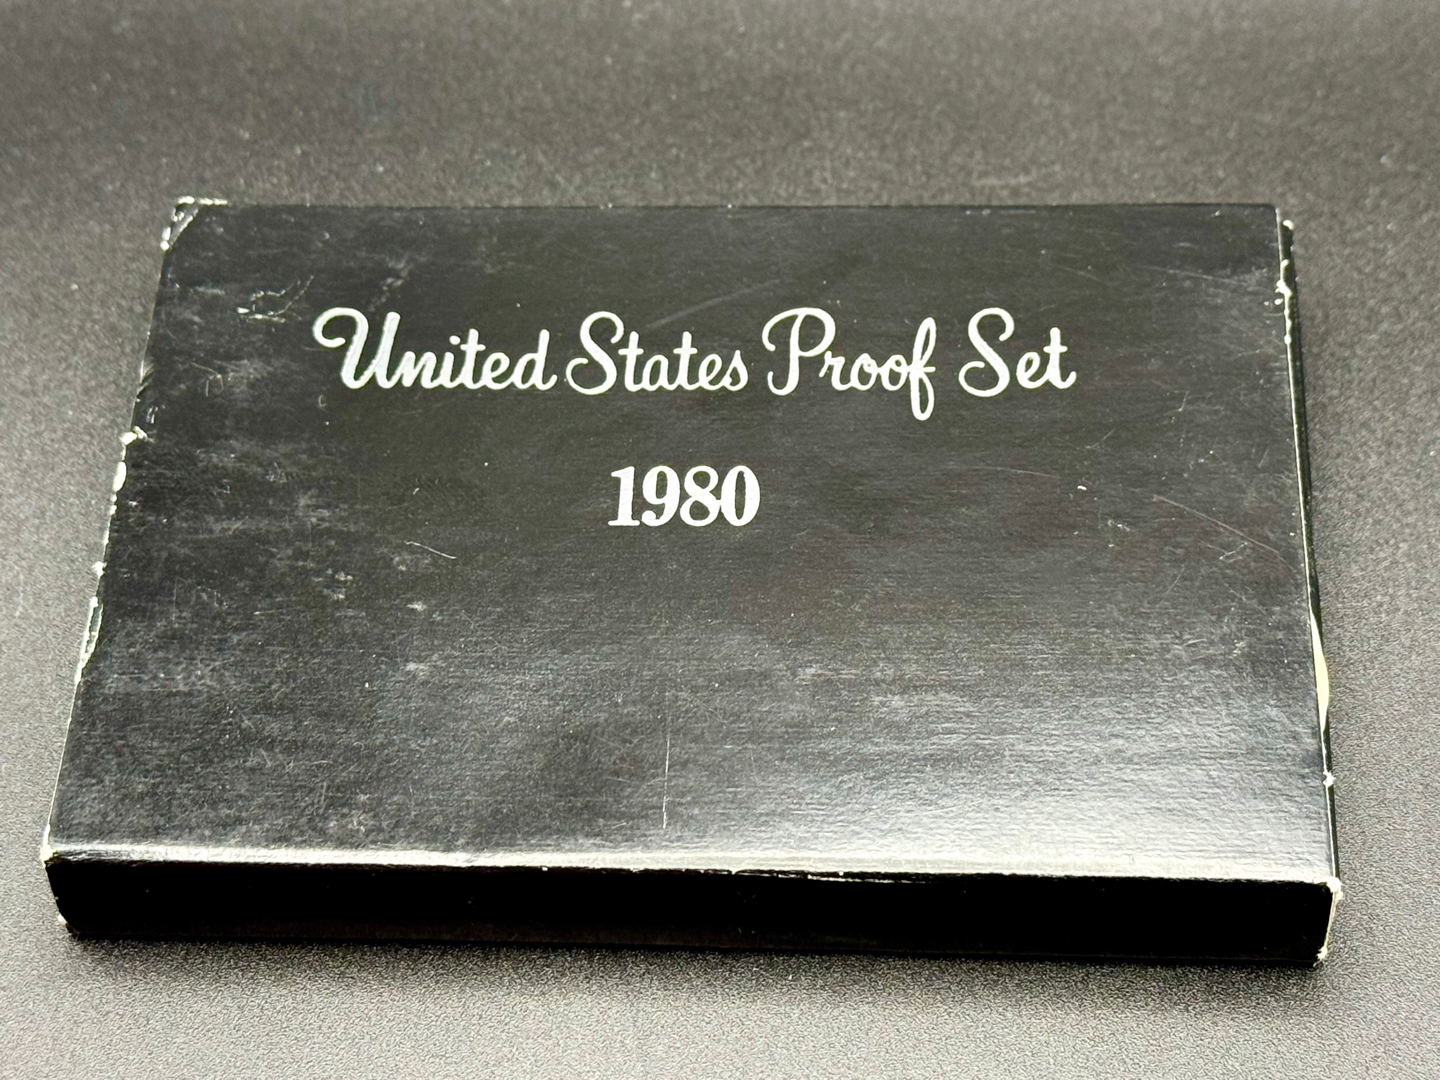 United States Proof Set
1980